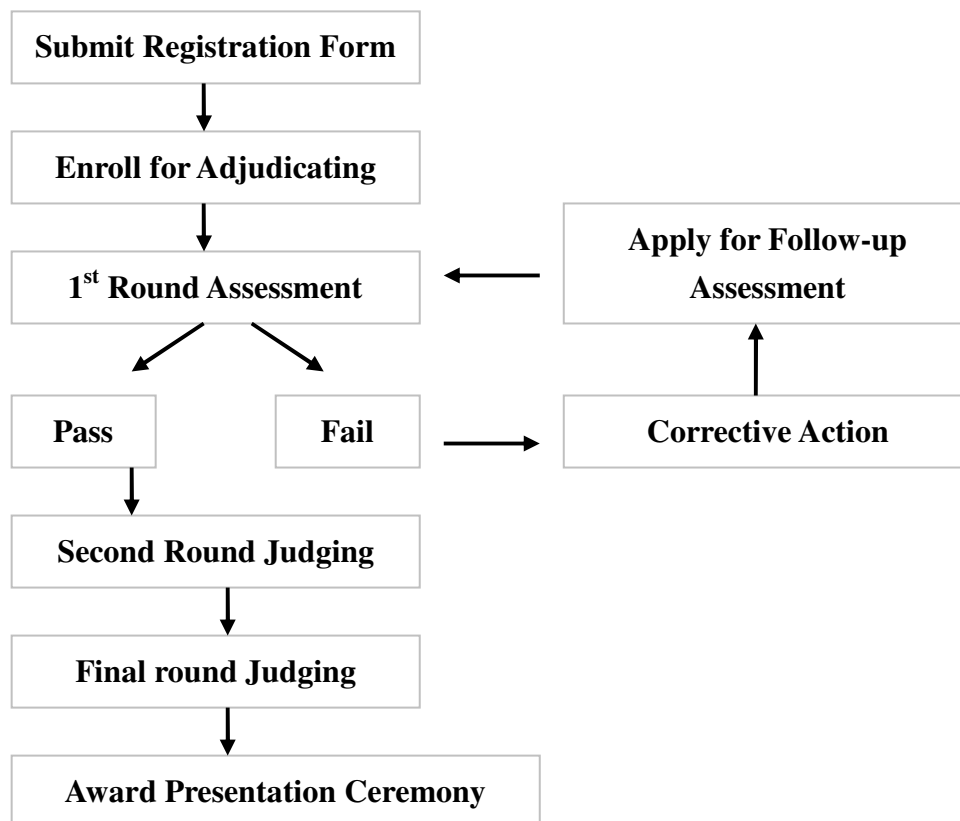 Submit Registration Form
Enroll for Adjudicating
Apply for Follow-up
Assessment
1st Round Assessment
Pass
Fail
Corrective Action
Second Round Judging
Final round Judging
Award Presentation Ceremony